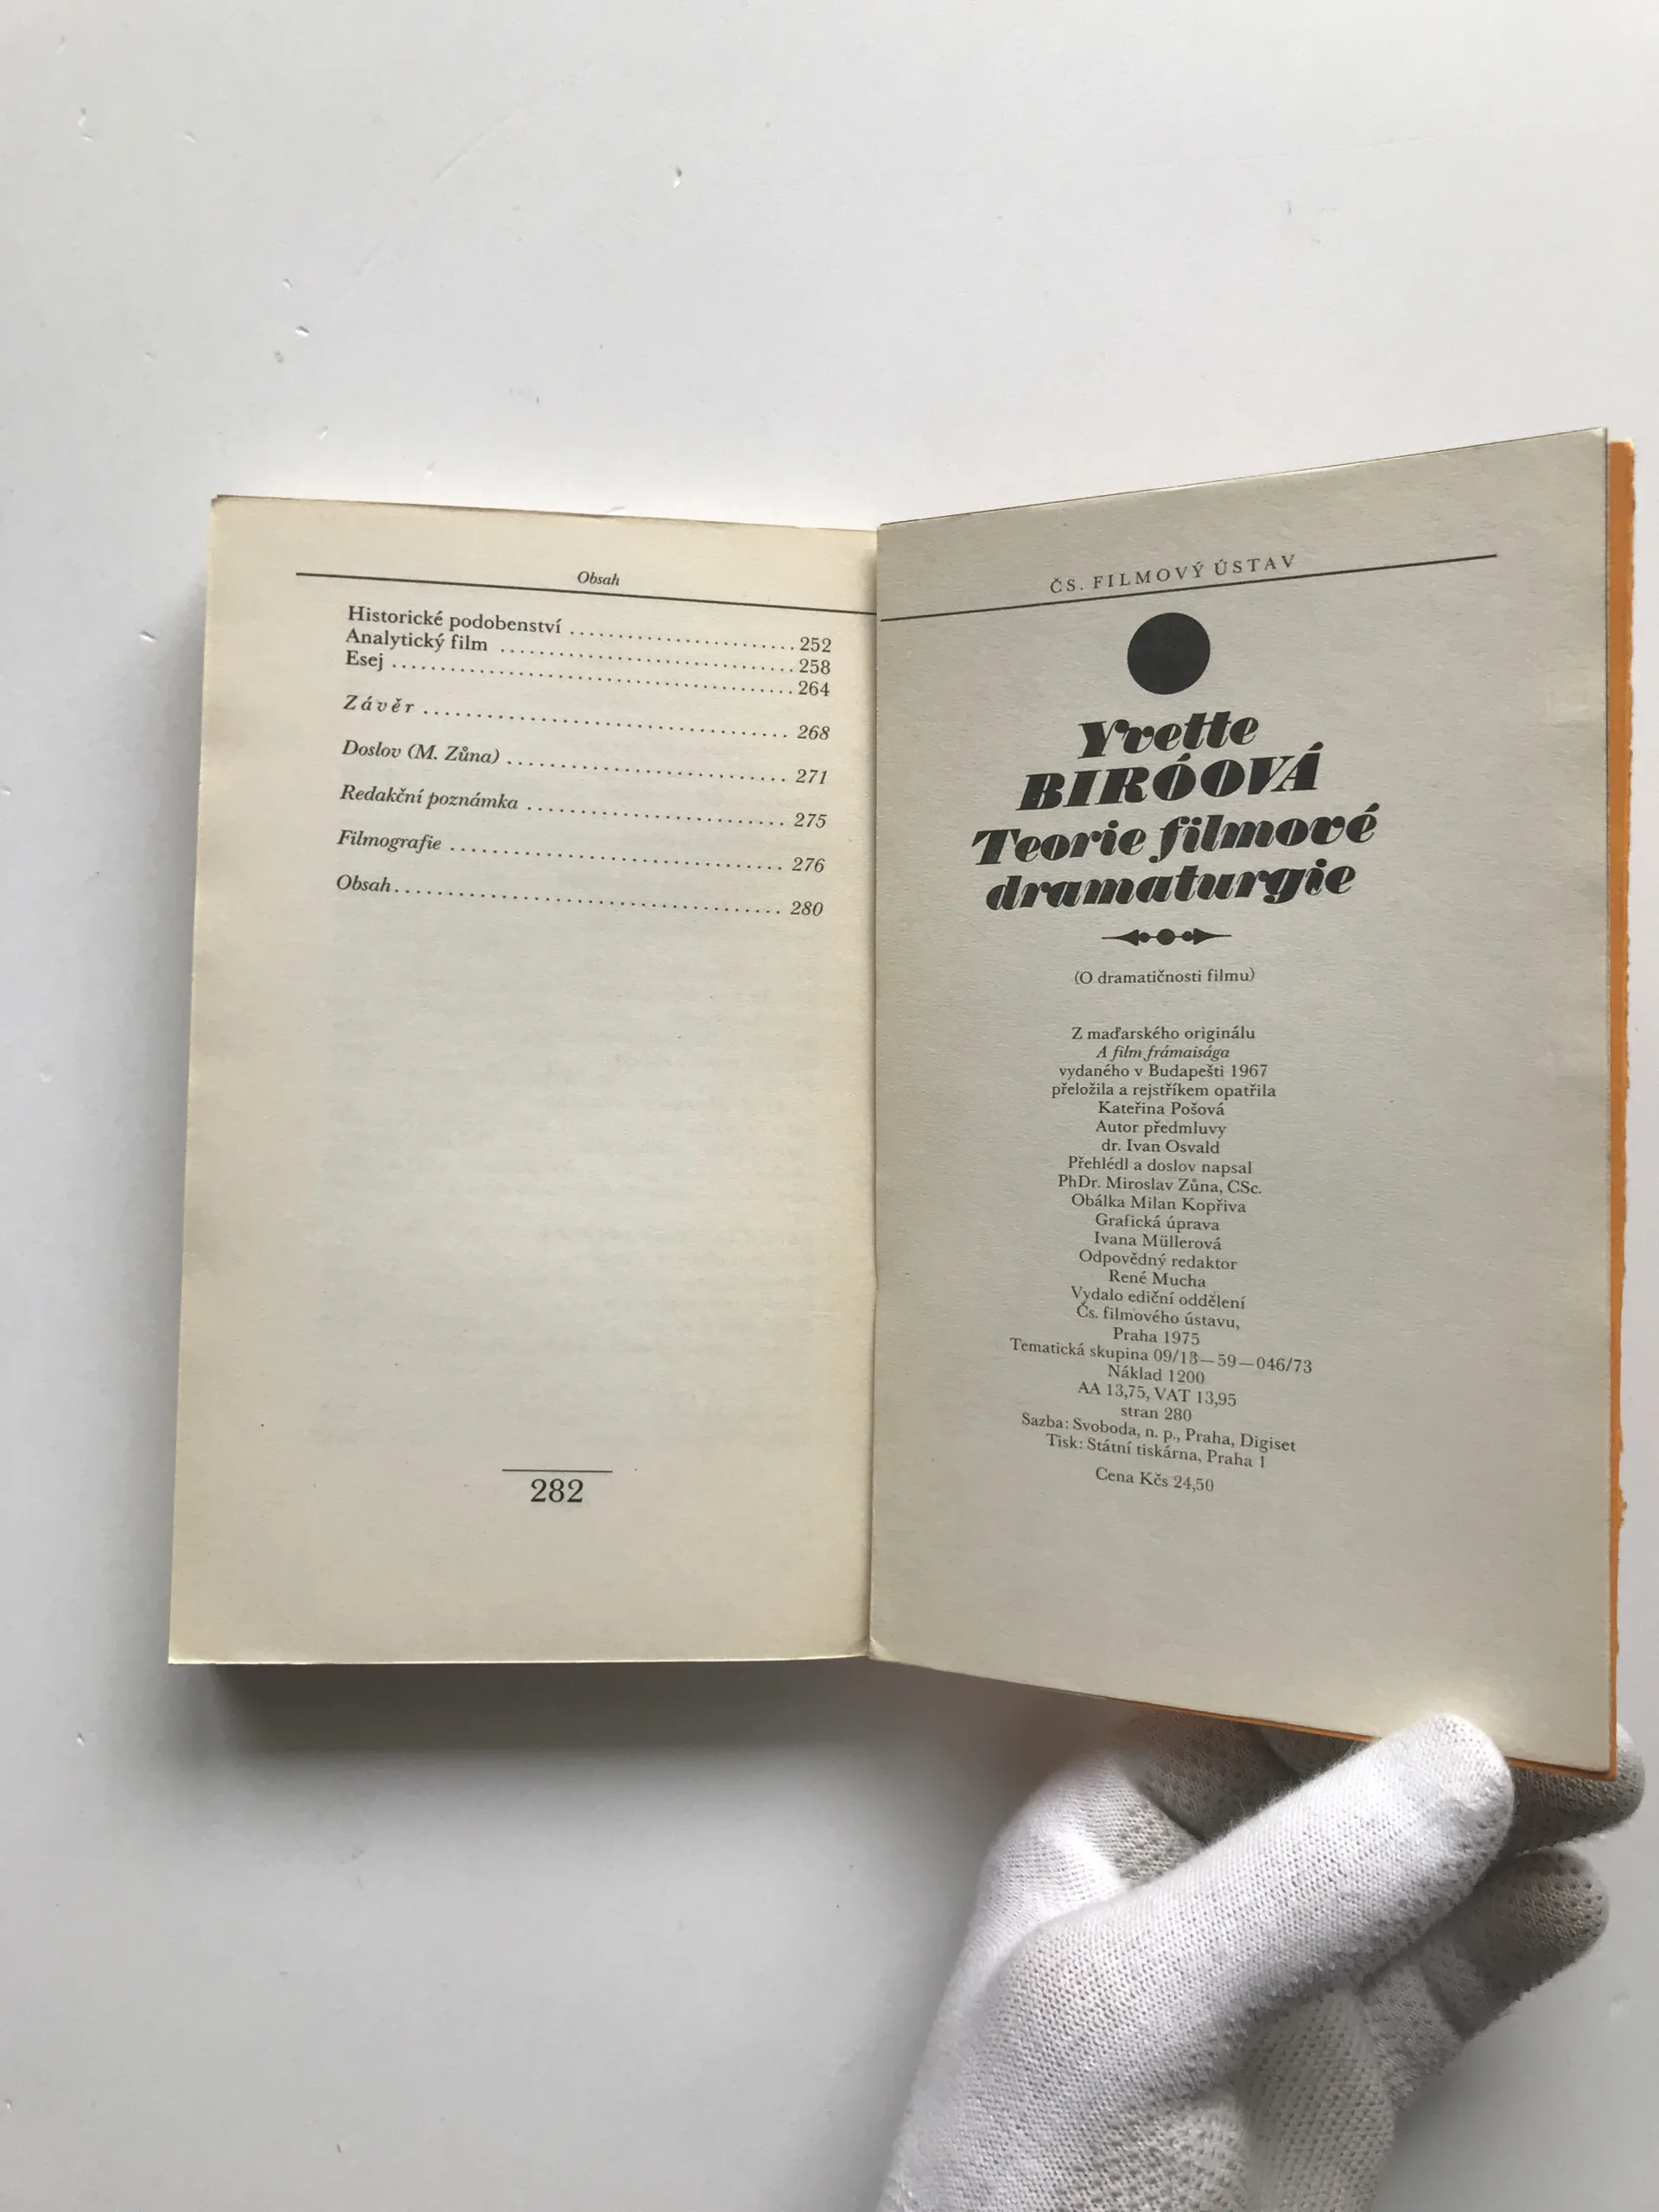 Obsah
Historické podobenství ........................ 252
Analytický film ................................ 258
Esej ............................................ 264
Závěr ........................................ 268
Doslov (M. Zůna) .............................. 271
Redakční poznámka ............................ 275
Filmografie .................................... 276
Obsah .......................................... 280
282
ČS. FILMOVÝ ÚSTAV
Yvette
BIRÓOVÁ
Teorie filmové
dramaturgie
(O dramatičnosti filmu)
Z maďarského originálu
A film frámaisága
vydaného v Budapešti 1967
přeložila a rejstříkem opatřila
Kateřina Pošová
Autor předmluvy
dr. Ivan Osvald
Přehlédl a doslov napsal
PhDr. Miroslav Zůna, CSc.
Obálka Milan Kopřiva
Grafická úprava
Ivana Müllerová
Odpovědný redaktor
René Mucha
Vydalo ediční oddělení
Čs. filmového ústavu,
Praha 1975
Tematická skupina 09/13—59—046/73
Náklad 1200
AA 13,75, VAT 13,95
stran 280
Sazba: Svoboda, n. p., Praha, Digiset
Tisk: Státní tiskárna, Praha 1
Cena Kčs 24,50